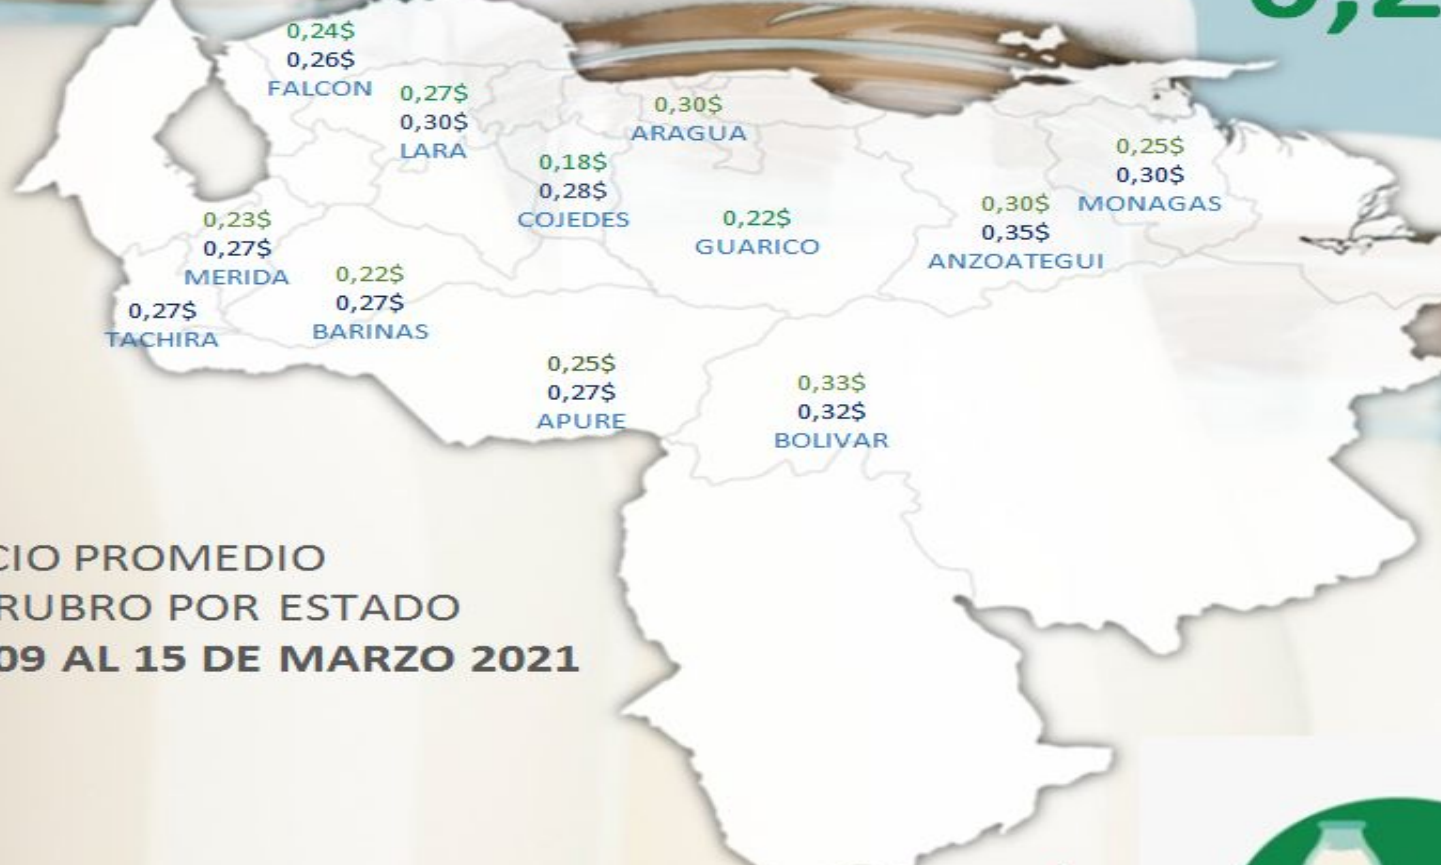 0,24$
0,26$
FALCON
0,27$
0,30$
LARA
0,30$
ARAGUA
0,18$
0,28$
COJEDES
0,25$
0,30$
MONAGAS
0,23$
0,27$
MERIDA
0,22$
GUARICO
0,30$
0,35$
ANZOATEGUI
0,27$
TACHIRA
0,22$
0,27$
BARINAS
0,25$
0,27$
APURE
0,33$
0,32$
BOLIVAR
CIO PROMEDIO
RUBRO POR ESTADO
09 AL 15 DE MARZO 2021